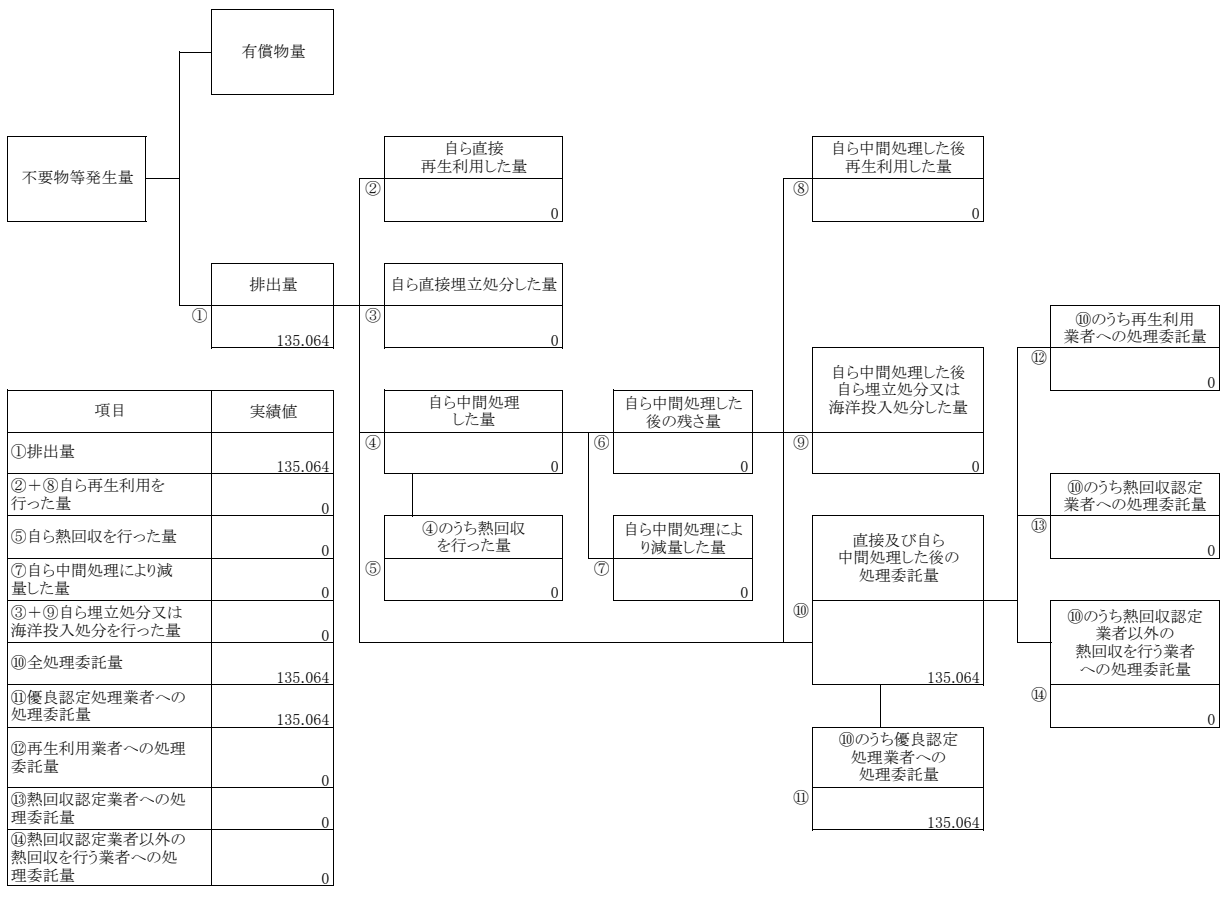 有償物量
不要物等発生量
自ら直接
再生利用した量
②
0
自ら中間処理した後
再生利用した量
⑧
0
排出量
①
135.064
自ら直接埋立処分した量
③
0
⑩のうち再生利用
業者への処理委託量
⑫
0
自ら中間処理
した量
④
0
自ら中間処理した
後の残さ量
⑥
0
自ら中間処理した後
自ら埋立処分又は
海洋投入処分した量
⑨
0
⑩のうち熱回収認定
業者への処理委託量
⑬
0
④のうち熱回収
を行った量
⑤
0
自ら中間処理によ
り減量した量
⑦
0
直接及び自ら
中間処理した後の
処理委託量
⑩
135.064
⑩のうち熱回収認定
業者以外の
熱回収を行う業者
への処理委託量
⑭
0
⑩のうち優良認定
処理業者への
処理委託量
⑪
135.064
項目
実績値
①排出量
135.064
②＋⑧自ら再生利用を
行った量
0
⑤自ら熱回収を行った量
0
⑦自ら中間処理により減
量した量
0
③＋⑨自ら埋立処分又は
海洋投入処分を行った量
0
⑩全処理委託量
135.064
⑪優良認定処理業者への
処理委託量
135.064
⑫再生利用業者への処理
委託量
0
⑬熱回収認定業者への処
理委託量
0
⑭熱回収認定業者以外の
熱回収を行う業者への処
理委託量
0